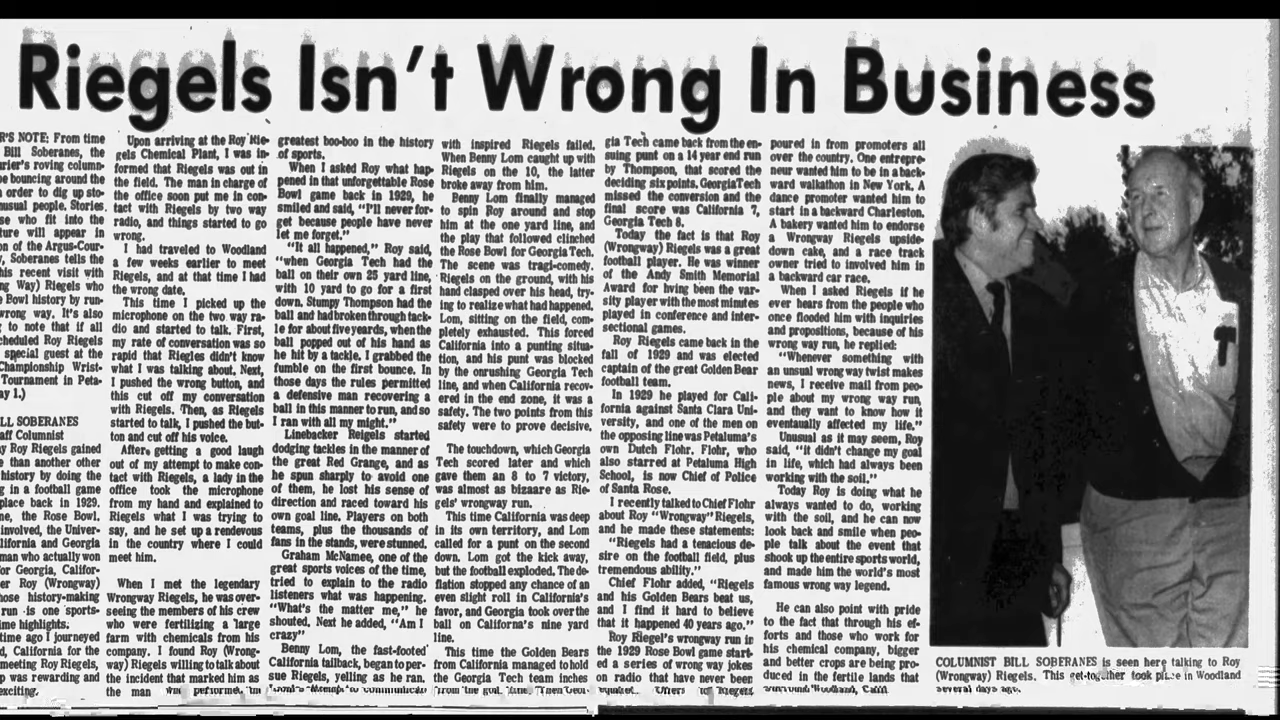 Riegels Isn't Wrong In Business
R'S NOTE: From time
Bill Soberanes, the
urier's roving column-
be bouncing around the
n order to dig up sto-
nusual people. Stories
se who fit into the
ture will appear in
on of the Argus-Cour-
y, Soberanes tells the
his recent visit with
ng Way) Riegels who
e Bowl history by run-
wrong way. It's also
g to note that if all
cheduled Roy Riegels
special guest at the
Championship Wrist-
Tournament in Peta-
ay 1.)
LL SOBERANES
aff Columnist
y Roy Riegels gained
e than another other
history by doing the
g in a football game
place back in 1929.
me, the Rose Bowl.
involved, the Univer-
lifornia and Georgia
man who actually won
for Georgia, Califor-
er Roy (Wrongway)
hose history-making
run is one sports-
ime highlights.
time ago I journeyed
d, California for the
meeting Roy Riegels,
p was rewarding and
exciting.
Upon arriving at the Roy Rie-
gels Chemical Plant, I was in-
formed that Riegels was out in
the field. The man in charge of
the office soon put me in con-
tact with Riegels by two way
radio, and things started to go
wrong.
I had traveled to Woodland
a few weeks earlier to meet
Riegels, and at that time I had
the wrong date,
This time I picked up the
microphone on the two way ra-
dio and started to talk. First,
my rate of conversation was so
rapid that Riegles didn't know
what I was talking about. Next,
I pushed the wrong button, and
this cut off my conversation
with Riegels. Then, as Riegels
started to talk, I pushed the but-
ton and cut off his voice.
After getting a good laugh
out of my attempt to make con-
tact with Riegels, a lady in the
office took the microphone
from my hand and explained to
Riegels what I was trying to
say, and he set up a rendevous
in the country where I could
meet him.
When I met the legendary
Wrongway Riegels, he was over-
seeing the members of his crew
who were fertilizing a large
farm with chemicals from his
company. I found Roy (Wrong-
way) Riegels willing to talk about
the incident that marked him as
the man who performed the
greatest boo-boo in the history
of sports.
When I asked Roy what hap-
pened in that unforgettable Rose
Bowl game back in 1929, he
smiled and said, "I'll never for-
get because people have never
let me forget."
"It all happened," Roy said,
"when Georgia Tech had the
ball on their own 25 yard line,
with 10 yard to go for a first
down. Stumpy Thompson had the
ball and had broken through tack-
le for about five years, when the
ball popped out of his hand as
he hit by a tackle. I grabbed the
fumble on the first bounce. In
those days the rules permitted
a defensive man recovering a
ball in this manner to run, and so
I ran with all my might."
Linebacker Reigels started
dodging tackles in the manner of
the great Red Grange, and as
he spun sharply to avoid one
of them, he lost his sense of
direction and raced toward his
own goal line. Players on both
teams, plus the thousands of
fans in the stands, were stunned.
Graham McNamee, one of the
great sports voices of the time,
tried to explain to the radio
listeners what was happening.
"What's the matter me," he
shouted. Next he added, "Am I
crazy"
Benny Lom, the fast-footed
California tailback, began to per-
sue Riegels, yelling as he ran.
Lom's attempt to communicate
with inspired Riegels failed.
When Benny Lom caught up with
Riegels on the 10, the latter
broke away from him.
Benny Lom finally managed
to spin Roy around and stop
him at the one yard line, and
the play that followed clinched
the Rose Bowl for Georgia Tech.
The scene was tragi-comedy.
Riegels on the ground, with his
hand clasped over his head, try-
ing to realize what had happened.
Lom, sitting on the field, com-
pletely exhausted. This forced
California into a punting situa-
tion, and his punt was blocked
by the onrushing Georgia Tech
line, and when California recov-
ered in the end zone, it was a
safety. The two points from this
safety were to prove decisive.
The touchdown, which Georgia
Tech scored later and which
gave them an 8 to 7 victory,
was almost as bizaare as Rie-
gels' wrongway run.
This time California was deep
in its own territory, and Lom
called for a punt on the second
down. Lom got the kick away,
but the football exploded. The de-
flation stopped any chance of an
even slight roll in California's
favor, and Georgia took over the
ball on Californa's nine yard
line.
This time the Golden Bears
from California managed to hold
the Georgia Tech team inches
from the goal line. Then Geor-
gia Tech came back from the en-
suing punt on a 14 year end run
by Thompson, that scored the
deciding six points. Georgia Tech
missed the conversion and the
final score was California 7,
Georgia Tech 8.
Today the fact is that Roy
(Wrongway) Riegels was a great
football player. He was winner
of the Andy Smith Memorial
Award for hving been the var-
sity player with the most minutes
played in conference and inter-
sectional games.
Roy Riegels came back in the
fall of 1929 and was elected
captain of the great Golden Bear
football team.
In 1929 he played for Cali-
fornia against Santa Clara Uni-
versity, and one of the men on
the opposing line was Petaluma's
own Dutch Flohr. Flohr, who
also starred at Petaluma High
School, is now Chief of Police
of Santa Rose.
I recently talked to Chief Flohr
about Roy "Wrongway" Riegels,
and he made these statements:
"Riegels had a tenacious de-
sire on the football field, plus
tremendous ability."
Chief Flohr added, "Riegels
and his Golden Bears beat us,
and I find it hard to believe
that it happened 40 years ago."
Roy Riegel's wrongway run in
the 1929 Rose Bowl game start-
ed a series of wrong way jokes
on radio that have never been
equaled. Offers to Riegels
poured in from promoters all
over the country. One entrepre-
neur wanted him to be in a back-
ward walkathon in New York. A
dance promoter wanted him to
start in a backward Charleston.
A bakery wanted him to endorse
a Wrongway Riegels upside-
down cake, and a race track
owner tried to involved him in
a backward car race.
When I asked Riegels if he
ever hears from the people who
once flooded him with inquiries
and propositions, because of his
wrong way run, he replied:
"Whenever something with
an unusual wrong way twist makes
news, I receive mail from peo-
ple about my wrong way run,
and they want to know how it
eventually affected my life."
Unusual as it may seem, Roy
said, "It didn't change my goal
in life, which had always been
working with the soil."
Today Roy is doing what he
always wanted to do, working
with the soil, and he can now
look back and smile when peo-
ple talk about the event that
shook up the entire sports world,
and made him the world's most
famous wrong way legend.
He can also point with pride
to the fact that through his ef-
forts and those who work for
his chemical company, bigger
and better crops are being pro-
duced in the fertile lands that
surround Woodland, Calif.
COLUMNIST BILL SOBERANES is seen here talking to Roy
(Wrongway) Riegels. This get-together took place in Woodland
several days ago.